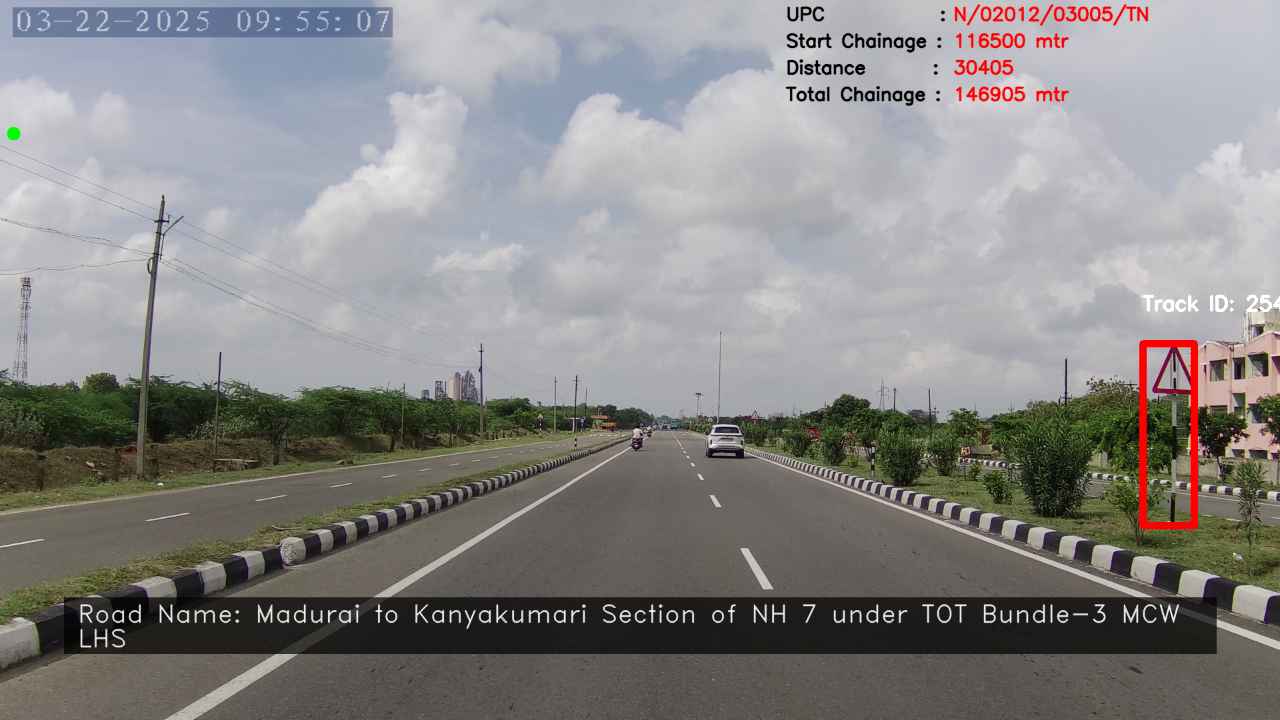 03-22-2025 09:55:07
UPC : N/02012/03005/TN
Start Chainage : 116500 mtr
Distance : 30405
Total Chainage : 146905 mtr
Track ID: 254
Road Name: Madurai to Kanyakumari Section of NH 7 under TOT Bundle-3 MCW
LHS